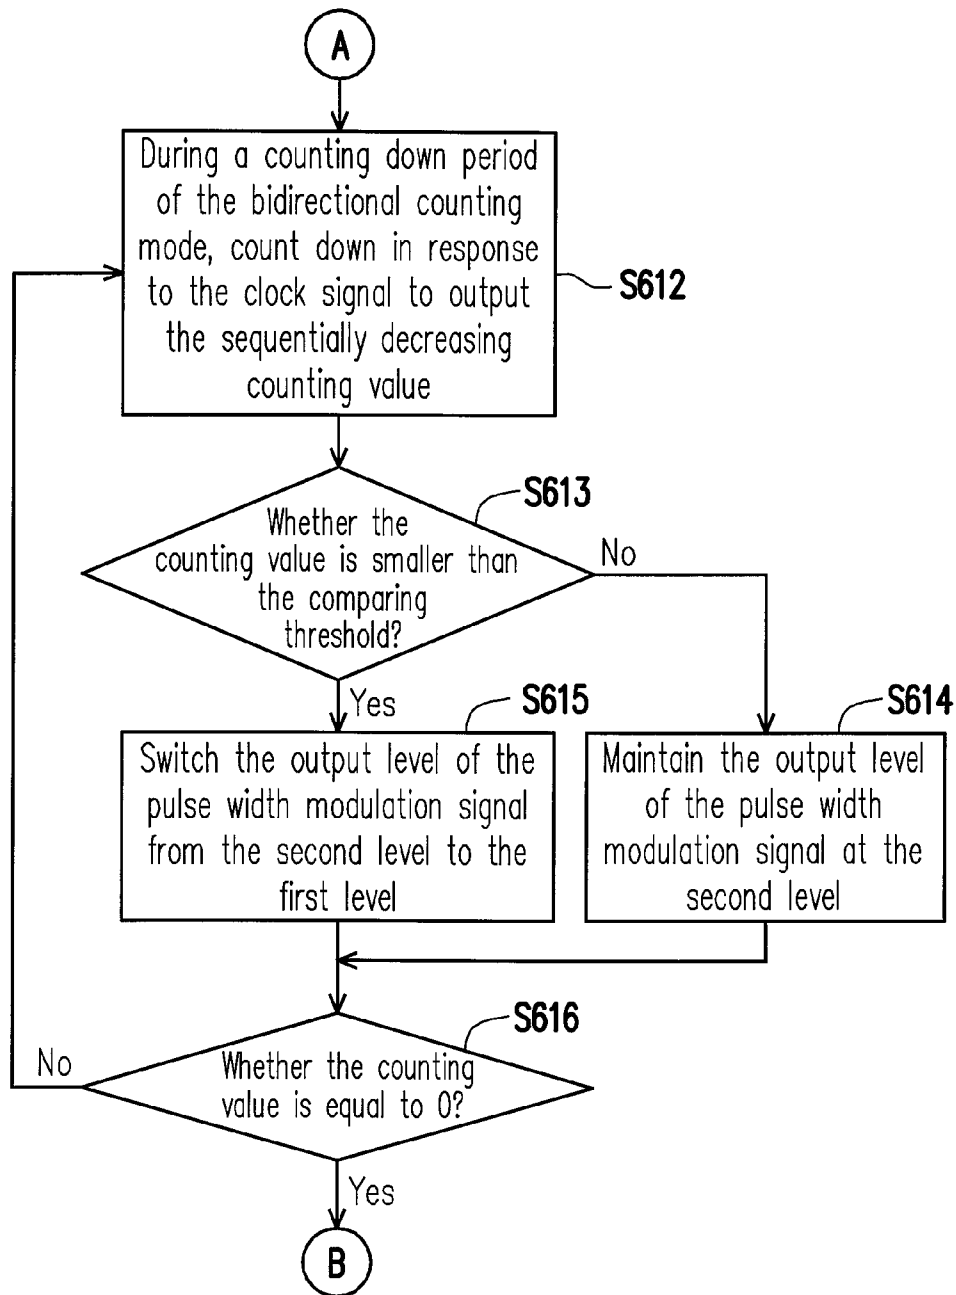 A
During a counting down period
of the bidirectional counting
mode, count down in response
to the clock signal to output
the sequentially decreasing
counting value
S612
S613
Whether the
counting value is smaller than
the comparing
threshold?
No
Yes
S615
Switch the output level of the
pulse width modulation signal
from the second level to the
first level
S614
Maintain the output level
of the pulse width
modulation signal at the
second level
S616
Whether the counting
value is equal to 0?
No
Yes
B